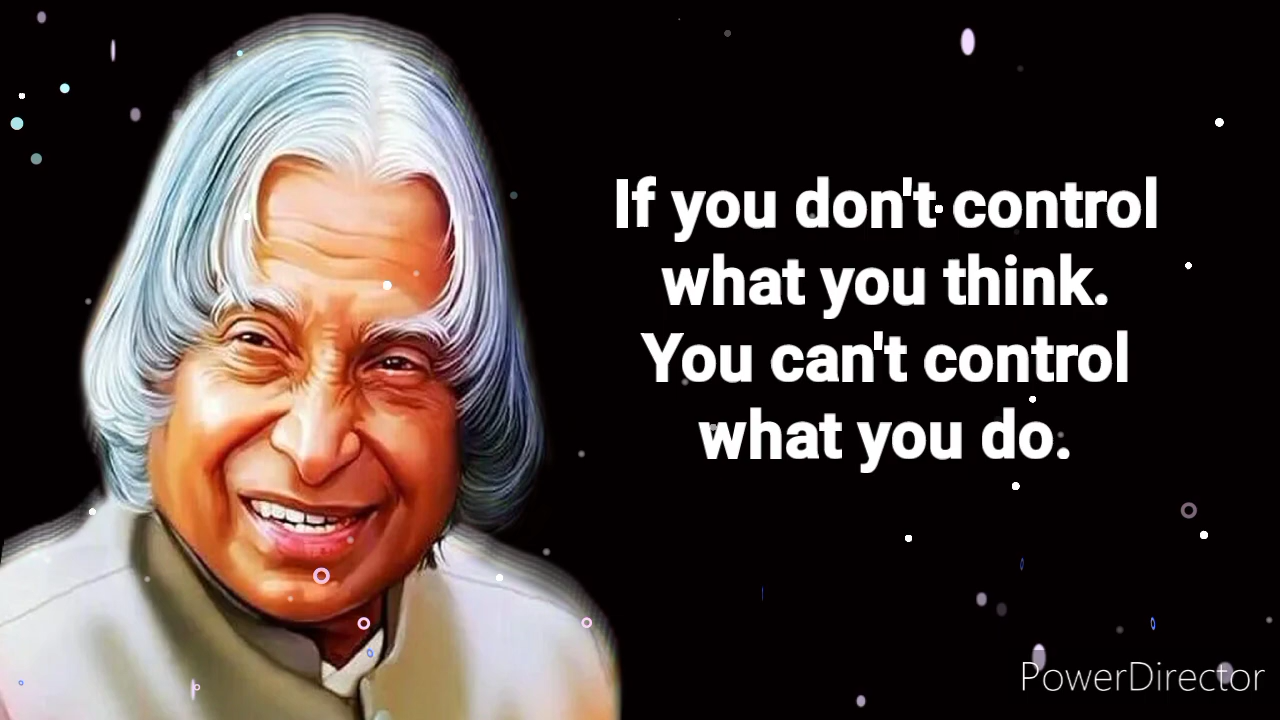 If you don't control
what you think.
You can't control
what you do.
PowerDirector